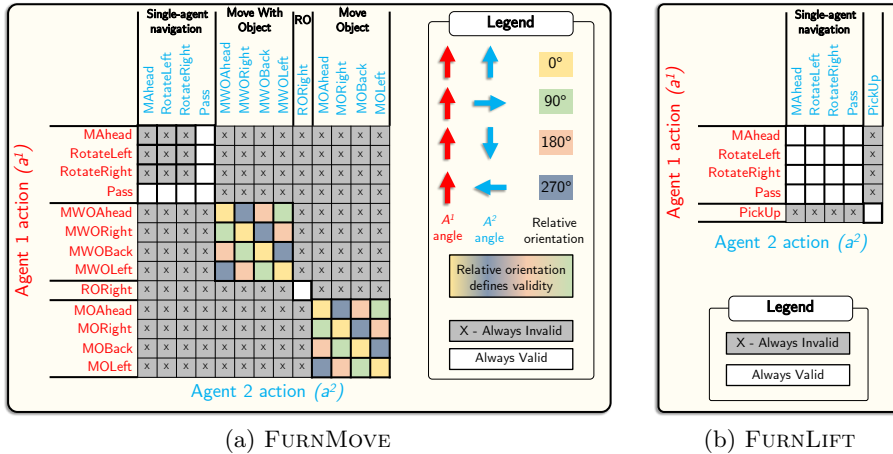 Single-agent navigation
Move With Object
RO
Move Object
MAhead
RotateLeft
RotateRight
Pass
MWOAhead
MWORight
MWOBack
MWOLeft
RORight
MOAhead
MORight
MOBack
MOLeft
Agent 1 action (a¹)
MAhead X X X X X X X X X X X X
RotateLeft X X X X X X X X X X X X
RotateRight X X X X X X X X X X X X
Pass X X X X X X X X X
MWOAhead X X X X X X X X X
MWORight X X X X X X X X X
MWOBack X X X X X X X X X
MWOLeft X X X X X X X X X
RORight X X X X X X X X X X X X
MOAhead X X X X X X X X X
MORight X X X X X X X X X
MOBack X X X X X X X X X
MOLeft X X X X X X X X X
Agent 2 action (a²)
Legend
0°
90°
180°
270°
A¹ angle
A² angle
Relative orientation
Relative orientation
defines validity
X - Always Invalid
Always Valid
(a) FURNMOVE
Single-agent navigation
MAhead
RotateLeft
RotateRight
Pass
PickUp
Agent 1 action (a¹)
MAhead X
RotateLeft X
RotateRight X
Pass X
PickUp X X X X
Agent 2 action (a²)
Legend
X - Always Invalid
Always Valid
(b) FURNLIFT